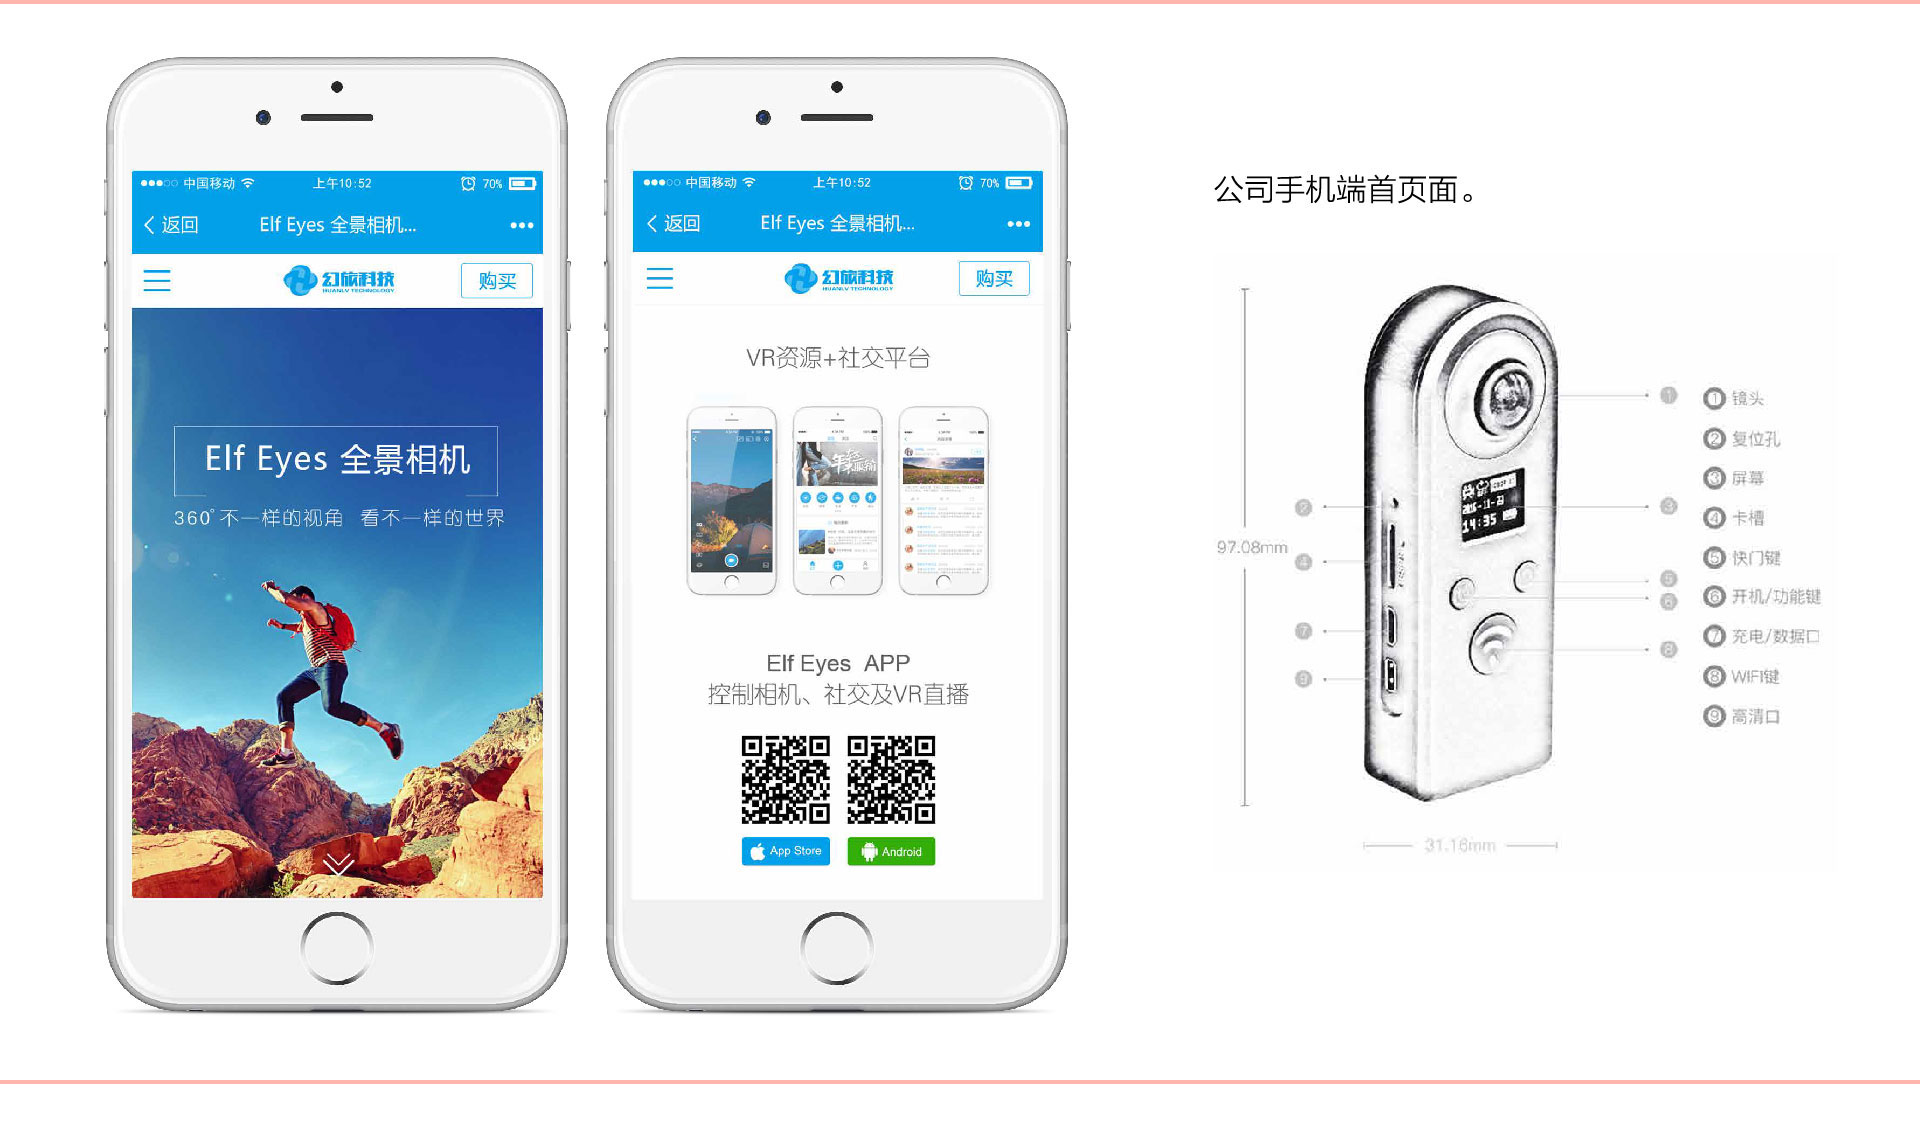 中国移动 上午10:52 70%
返回 Elf Eyes 全景相机...
幻旅科技 购买
HUANLV TECHNOLOGY
Elf Eyes 全景相机
360°不一样的视角 看不一样的世界
中国移动 上午10:52 70%
返回 Elf Eyes 全景相机...
幻旅科技 购买
HUANLV TECHNOLOGY
VR资源+社交平台
Elf Eyes APP
控制相机、社交及VR直播
App Store
Android
公司手机端首页面。
97.08mm
31.16mm
14:35
① 镜头
② 复位孔
③ 屏幕
④ 卡槽
⑤ 快门键
⑥ 开机/功能键
⑦ 充电/数据口
⑧ WIFI键
⑨ 高清口